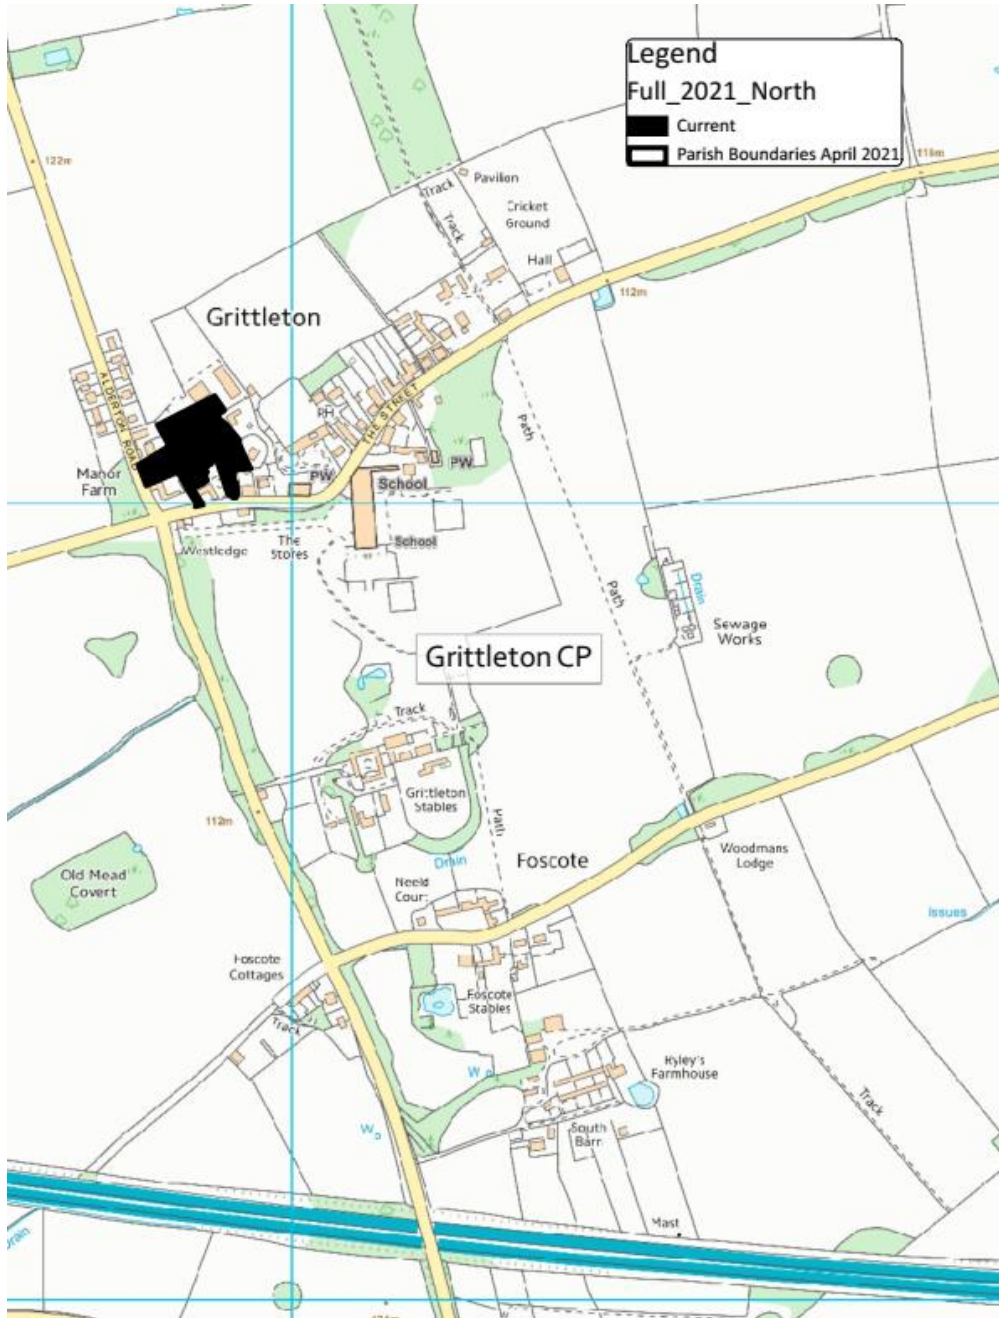 Legend
Full_2021_North
Current
Parish Boundaries April 2021
122m
Track
Pavilion
Track
Cricket
Ground
Hall
112m
Grittleton
ALDERTON ROAD
PH
THE STREET
Path
Manor
Farm
PW
School
PW
Westledge
The
Stores
School
Path
Drain
Sewage
Works
Grittleton CP
Track
Grittleton
Stables
112m
Path
Drain
Foscote
Woodmans
Lodge
Old Mead
Covert
Neeld
Court
Issues
Foscote
Cottages
Foscote
Stables
Track
W
Ryley's
Farmhouse
Track
W
South
Barn
Mast
Drain